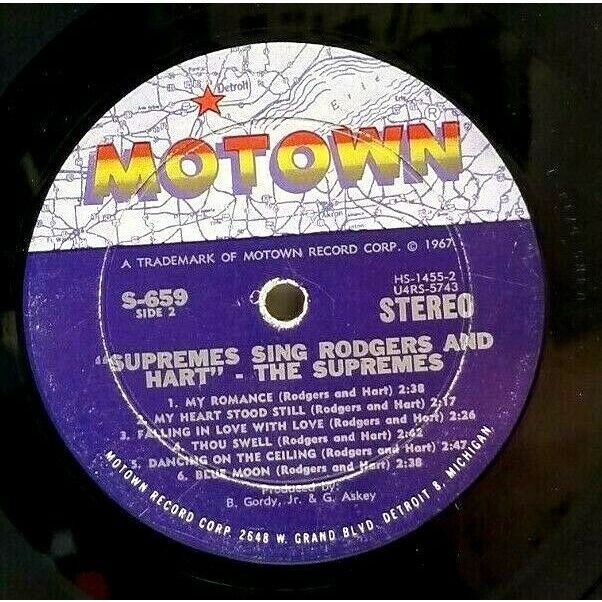 Detroit
Erie
MOTOWN®
Akron
A TRADEMARK OF MOTOWN RECORD CORP. © 1967
S-659
SIDE 2
HS-1455-2
U4RS-5743
STEREO
"SUPREMES SING RODGERS AND
HART" - THE SUPREMES
1. MY ROMANCE (Rodgers and Hart) 2:38
MY HEART STOOD STILL (Rodgers and Hart) 2:17
3. FALLING IN LOVE WITH LOVE (Rodgers and Hart) 2:26
4. THOU SWELL (Rodgers and Hart) 2:42
5. DANCING ON THE CEILING (Rodgers and Hart) 2:47
6. BLUE MOON (Rodgers and Hart) 2:38
Produced by:
B. Gordy, Jr. & G. Askey
MOTOWN RECORD CORP. 2648 W. GRAND BLVD. DETROIT 8, MICHIGAN